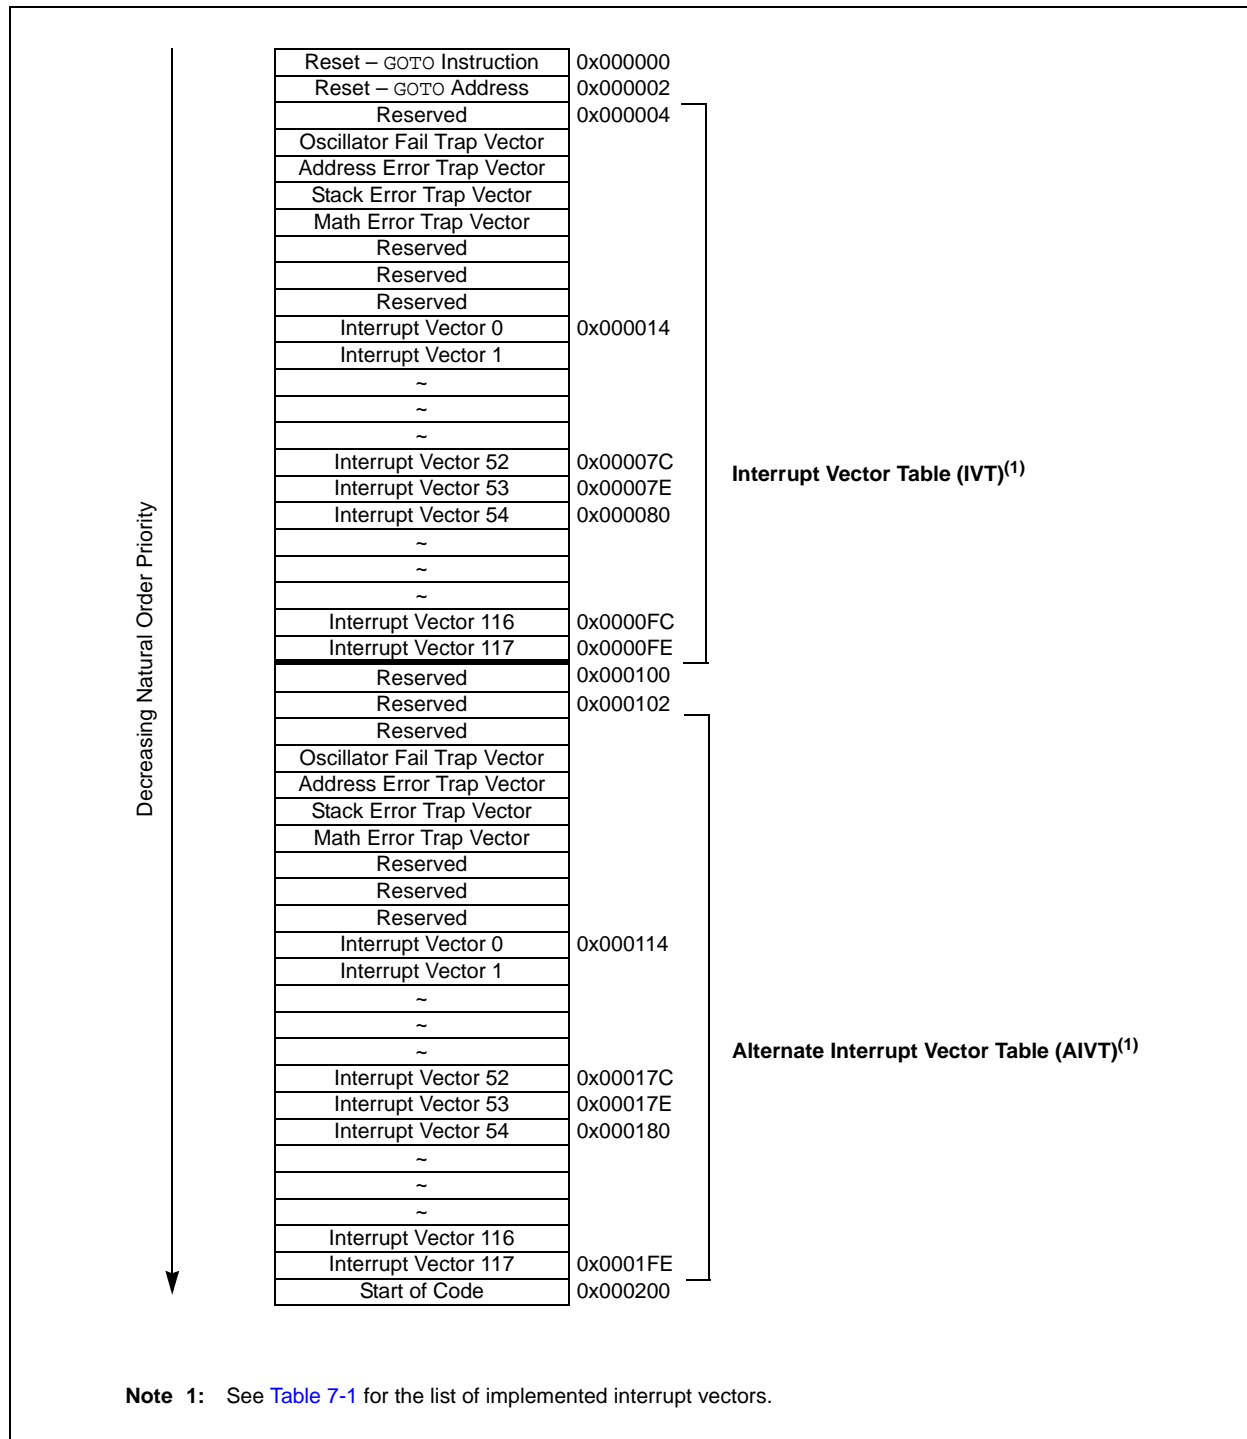 Reset – GOTO Instruction 0x000000
Reset – GOTO Address 0x000002
Reserved 0x000004
Oscillator Fail Trap Vector
Address Error Trap Vector
Stack Error Trap Vector
Math Error Trap Vector
Reserved
Reserved
Reserved
Interrupt Vector 0 0x000014
Interrupt Vector 1
~
~
~
Interrupt Vector 52 0x00007C
Interrupt Vector Table (IVT)(1)
Interrupt Vector 53 0x00007E
Interrupt Vector 54 0x000080
~
~
~
Interrupt Vector 116 0x0000FC
Interrupt Vector 117 0x0000FE
Decreasing Natural Order Priority
Reserved 0x000100
Reserved 0x000102
Reserved
Oscillator Fail Trap Vector
Address Error Trap Vector
Stack Error Trap Vector
Math Error Trap Vector
Reserved
Reserved
Reserved
Interrupt Vector 0 0x000114
Interrupt Vector 1
~
~
~
Alternate Interrupt Vector Table (AIVT)(1)
Interrupt Vector 52 0x00017C
Interrupt Vector 53 0x00017E
Interrupt Vector 54 0x000180
~
~
~
Interrupt Vector 116
Interrupt Vector 117 0x0001FE
Start of Code 0x000200
Note 1: See Table 7-1 for the list of implemented interrupt vectors.